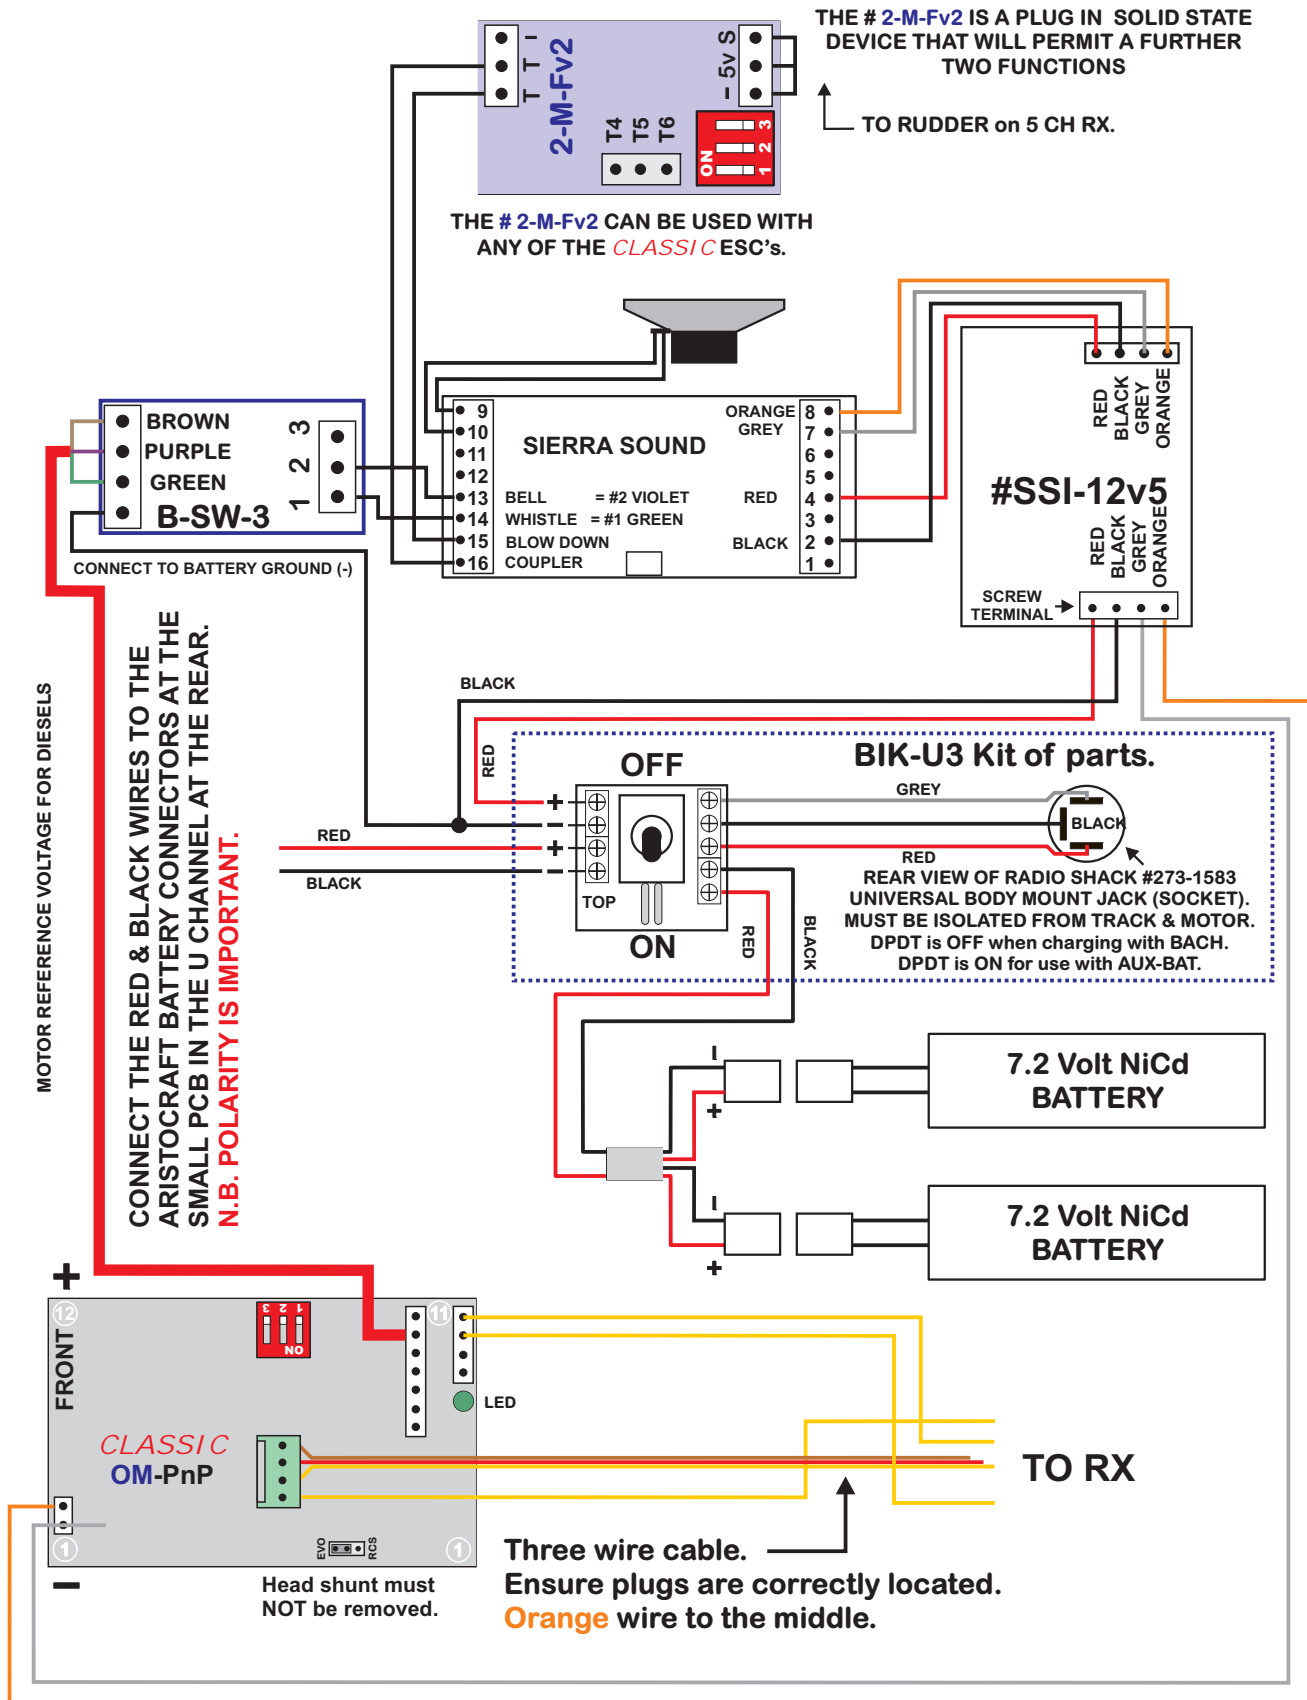 THE # 2-M-Fv2 IS A PLUG IN SOLID STATE
DEVICE THAT WILL PERMIT A FURTHER
TWO FUNCTIONS
TO RUDDER on 5 CH RX.
T T –
2-M-Fv2
– 5v S
T4
T5
T6
ON
1 2 3
THE # 2-M-Fv2 CAN BE USED WITH
ANY OF THE CLASSIC ESC's.
BROWN
PURPLE
GREEN
B-SW-3
1 2 3
CONNECT TO BATTERY GROUND (-)
SIERRA SOUND
9
10
11
12
13 BELL = #2 VIOLET
14 WHISTLE = #1 GREEN
15 BLOW DOWN
16 COUPLER
ORANGE 8
GREY 7
6
5
RED 4
3
BLACK 2
1
RED
BLACK
GREY
ORANGE
#SSI-12v5
RED
BLACK
GREY
ORANGE
SCREW
TERMINAL
MOTOR REFERENCE VOLTAGE FOR DIESELS
CONNECT THE RED & BLACK WIRES TO THE
ARISTOCRAFT BATTERY CONNECTORS AT THE
SMALL PCB IN THE U CHANNEL AT THE REAR.
N.B. POLARITY IS IMPORTANT.
BLACK
RED
BIK-U3 Kit of parts.
OFF
+
–
+
–
RED
BLACK
TOP
ON
GREY
BLACK
RED
REAR VIEW OF RADIO SHACK #273-1583
UNIVERSAL BODY MOUNT JACK (SOCKET).
MUST BE ISOLATED FROM TRACK & MOTOR.
DPDT is OFF when charging with BACH.
DPDT is ON for use with AUX-BAT.
RED
BLACK
–
+
7.2 Volt NiCd
BATTERY
–
+
7.2 Volt NiCd
BATTERY
+
12
FRONT
1 2 3
ON
11
LED
CLASSIC
OM-PnP
1
EVO
RCS
1
–
Head shunt must
NOT be removed.
TO RX
Three wire cable.
Ensure plugs are correctly located.
Orange wire to the middle.